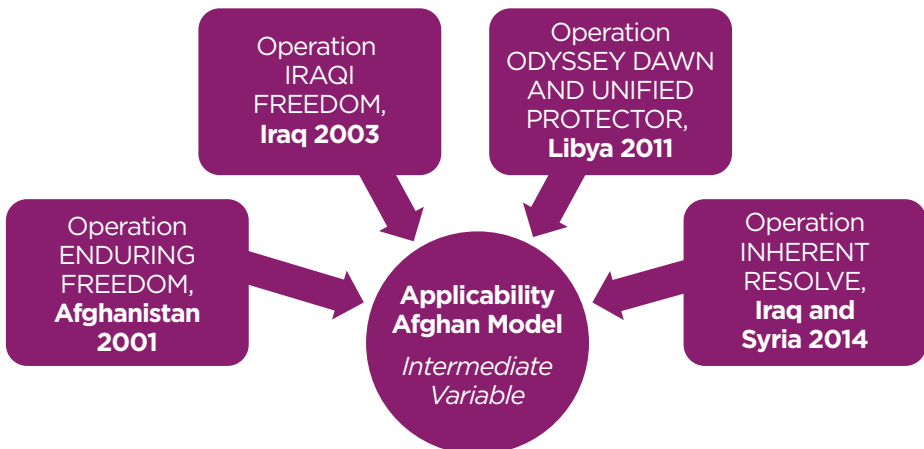 Operation
ENDURING
FREEDOM,
Afghanistan
2001
Operation
IRAQI
FREEDOM,
Iraq 2003
Operation
ODYSSEY DAWN
AND UNIFIED
PROTECTOR,
Libya 2011
Operation
INHERENT
RESOLVE,
Iraq and
Syria 2014
Applicability
Afghan Model
Intermediate
Variable